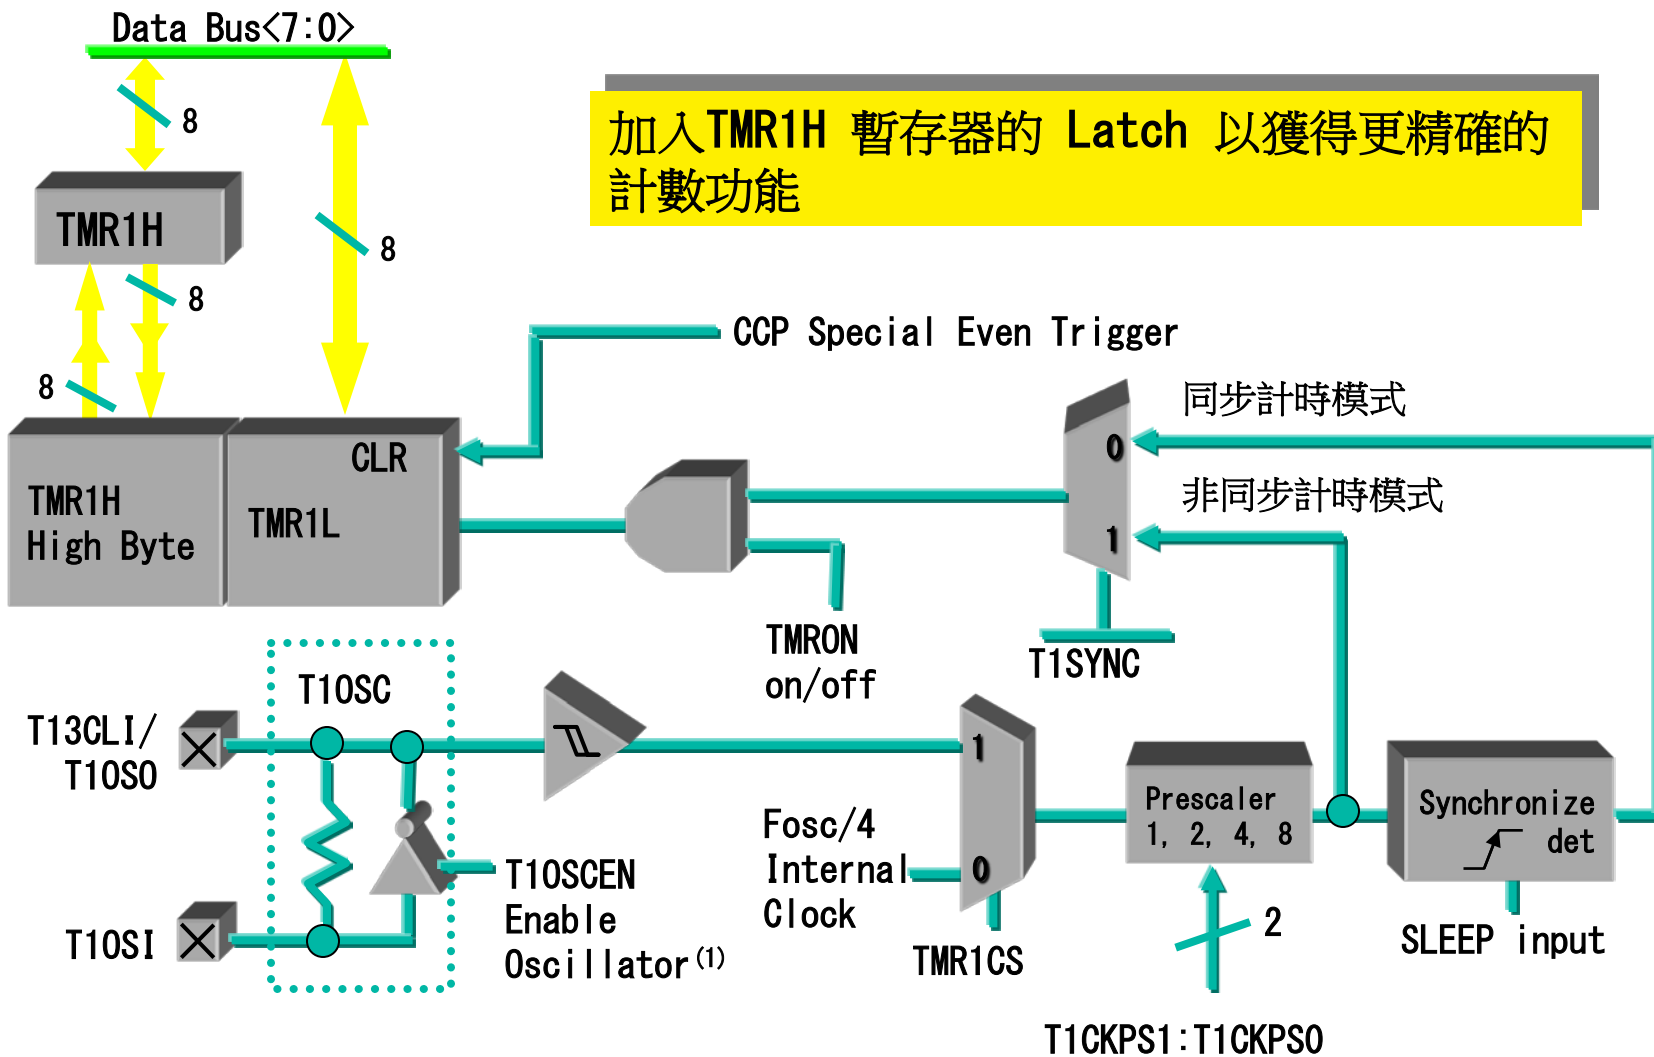 Data Bus<7:0>
加入TMR1H 暫存器的 Latch 以獲得更精確的
計數功能
8
TMR1H
8
8
8
CCP Special Even Trigger
同步計時模式
CLR
0
TMR1H
High Byte
TMR1L
非同步計時模式
1
TMRON
on/off
T1SYNC
T1OSC
T13CLI/
T1OSO
1
Prescaler
1, 2, 4, 8
Synchronize
det
Fosc/4
Internal
Clock
0
T1OSCEN
Enable
Oscillator(1)
T1OSI
TMR1CS
2
SLEEP input
T1CKPS1:T1CKPS0